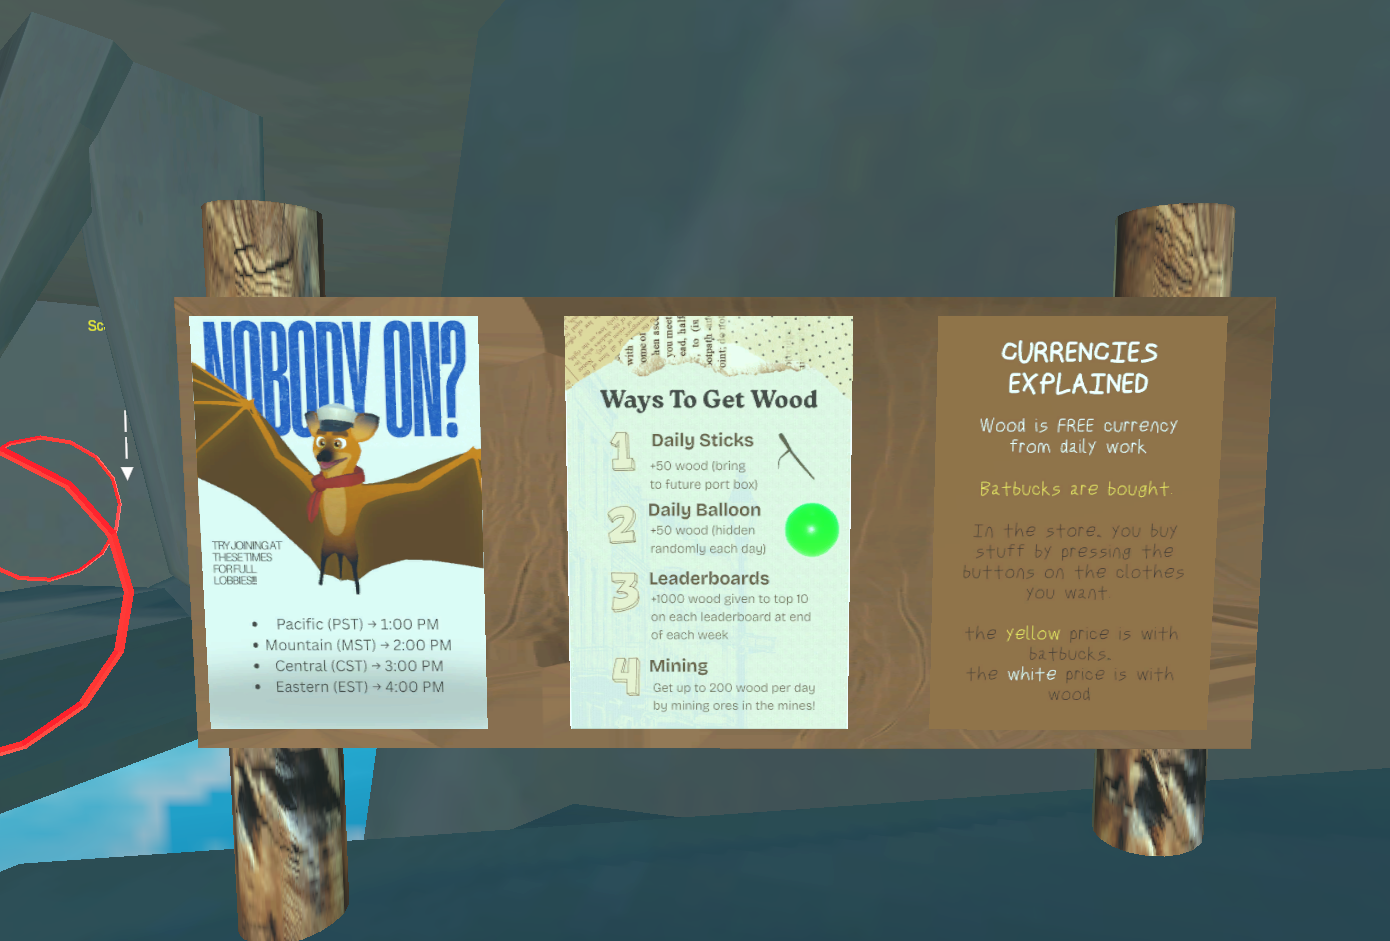 NOBODY ON?
TRY JOINING AT
THESE TIMES
FOR FULL
LOBBIES!!
• Pacific (PST) → 1:00 PM
• Mountain (MST) → 2:00 PM
• Central (CST) → 3:00 PM
• Eastern (EST) → 4:00 PM
Ways To Get Wood
1 Daily Sticks
+50 wood (bring
to future port box)
2 Daily Balloon
+50 wood (hidden
randomly each day)
3 Leaderboards
+1000 wood given to top 10
on each leaderboard at end
of each week
4 Mining
Get up to 200 wood per day
by mining ores in the mines!
CURRENCIES
EXPLAINED
Wood is FREE currency
from daily work
Batbucks are bought.
In the store, you buy
stuff by pressing the
buttons on the clothes
you want.
the yellow price is with
batbucks.
the white price is with
wood